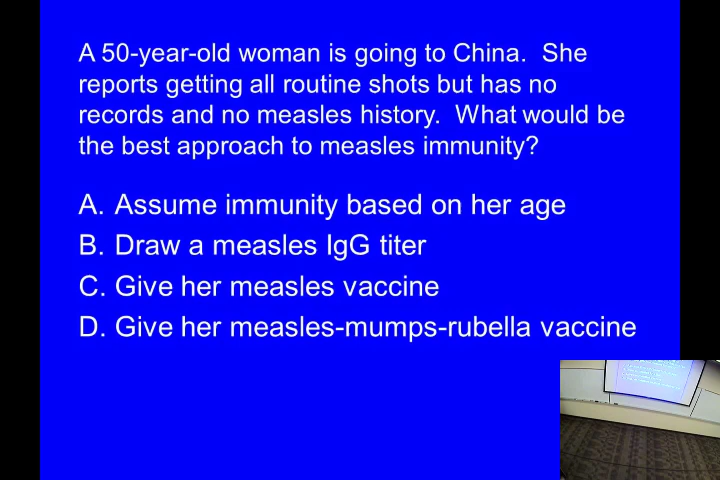 A 50-year-old woman is going to China. She
reports getting all routine shots but has no
records and no measles history. What would be
the best approach to measles immunity?
A. Assume immunity based on her age
B. Draw a measles IgG titer
C. Give her measles vaccine
D. Give her measles-mumps-rubella vaccine